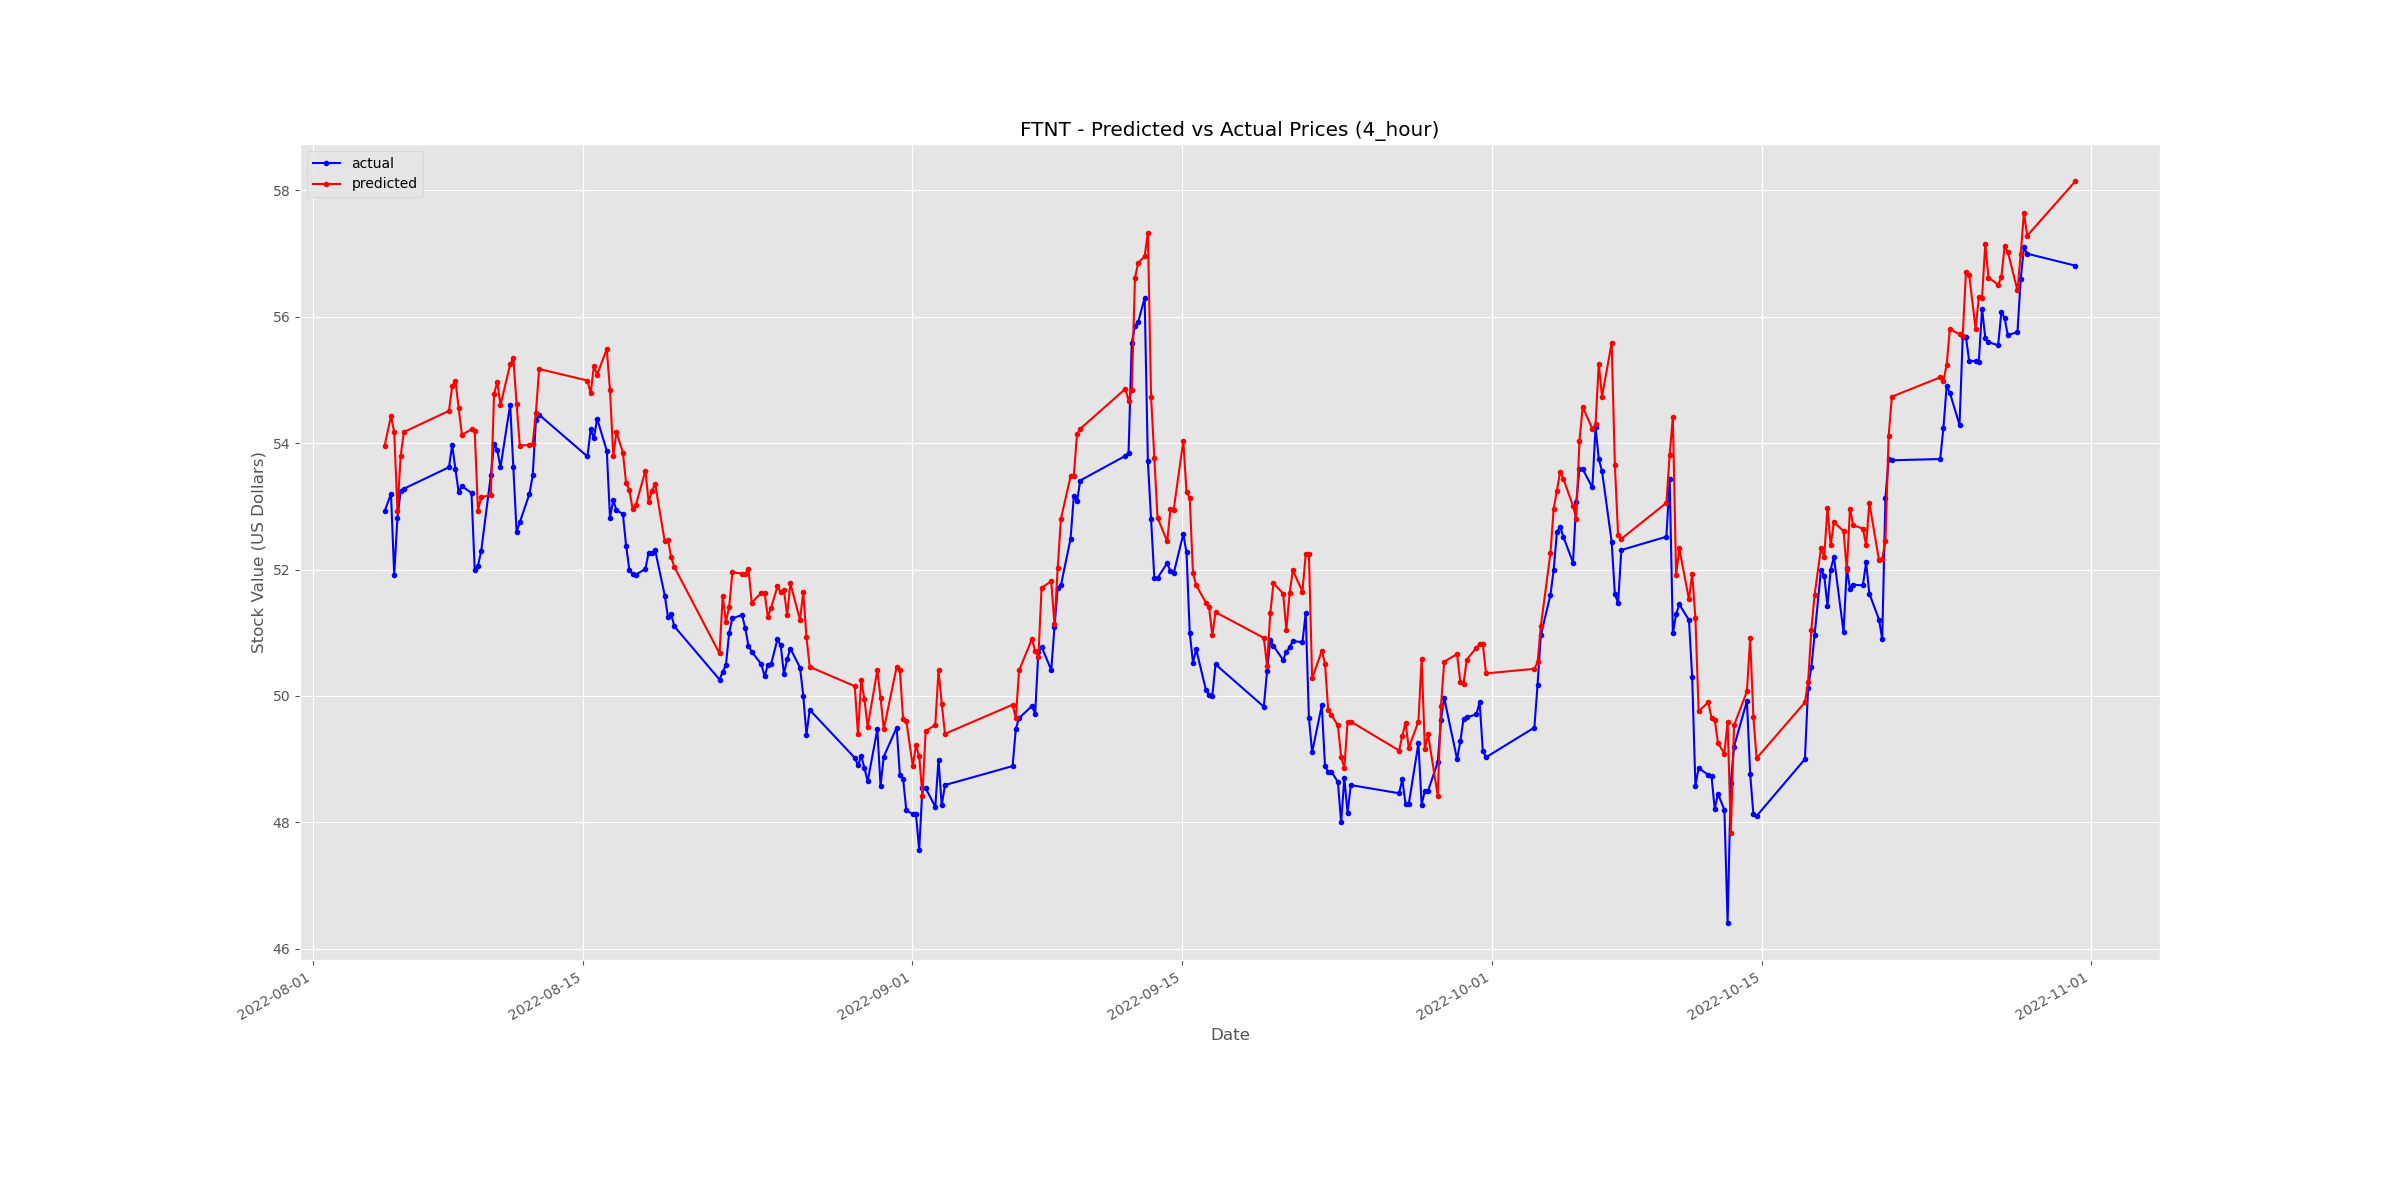 FTNT - Predicted vs Actual Prices (4_hour)
actual
predicted
58
56
54
52
50
48
46
Stock Value (US Dollars)
2022-08-01
2022-08-15
2022-09-01
2022-09-15
2022-10-01
2022-10-15
2022-11-01
Date